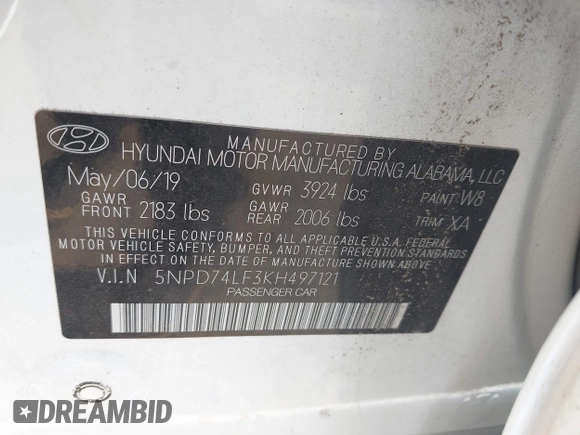 MANUFACTURED BY
HYUNDAI MOTOR MANUFACTURING ALABAMA, LLC
May/06/19 GVWR 3924 lbs PAINT: W8
GAWR FRONT 2183 lbs GAWR REAR 2006 lbs TRIM: XA
THIS VEHICLE CONFORMS TO ALL APPLICABLE U.S.A. FEDERAL
MOTOR VEHICLE SAFETY, BUMPER, AND THEFT PREVENTION STANDARDS
IN EFFECT ON THE DATE OF MANUFACTURE SHOWN ABOVE.
V.I.N 5NPD74LF3KH497121
PASSENGER CAR
DREAMBID